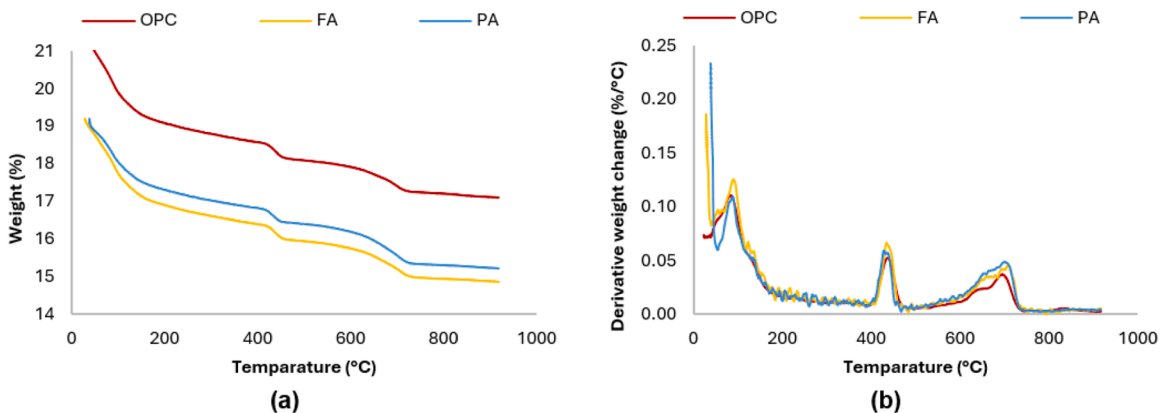 OPC FA PA
21
20
19
18
17
16
15
14
Weight (%)
0 200 400 600 800 1000
Temparature (°C)
(a)
OPC FA PA
0.25
0.20
0.15
0.10
0.05
0.00
Derivative weight change (%/°C)
0 200 400 600 800 1000
Temparature (°C)
(b)